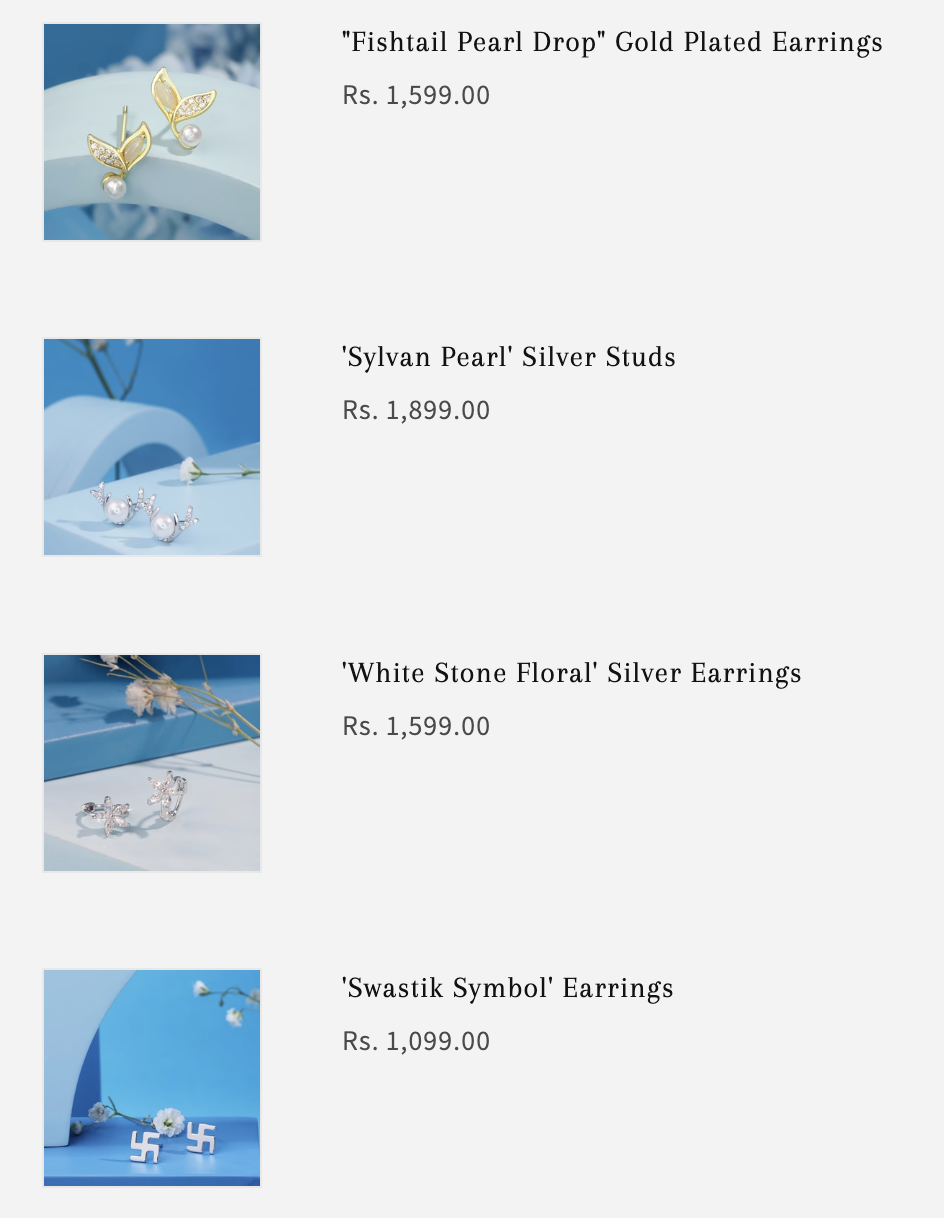 "Fishtail Pearl Drop" Gold Plated Earrings
Rs. 1,599.00
'Sylvan Pearl' Silver Studs
Rs. 1,899.00
'White Stone Floral' Silver Earrings
Rs. 1,599.00
'Swastik Symbol' Earrings
Rs. 1,099.00